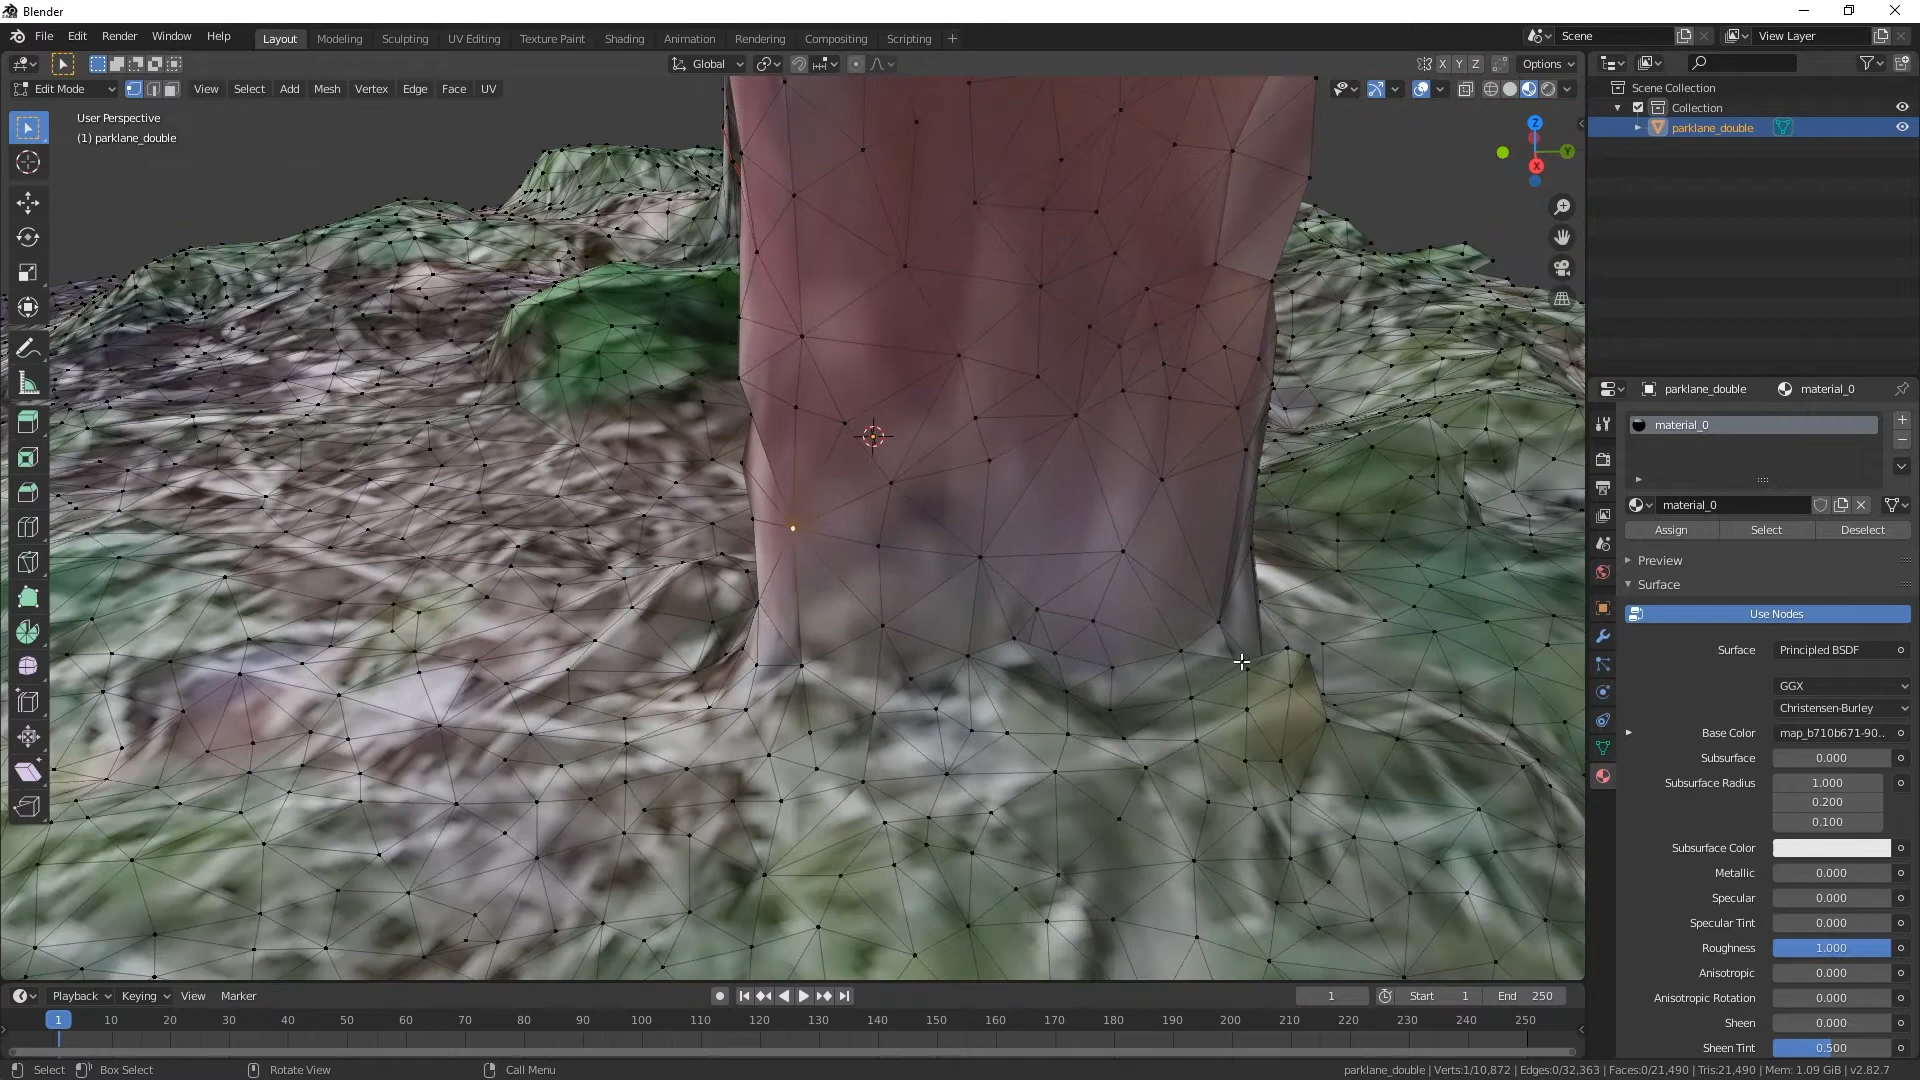 Blender
File Edit Render Window Help Layout Modeling Sculpting UV Editing Texture Paint Shading Animation Rendering Compositing Scripting + Scene View Layer
Global X Y Z Options
Edit Mode View Select Add Mesh Vertex Edge Face UV
User Perspective
(1) parklane_double
Z
Y
X
Scene Collection
Collection
parklane_double
parklane_double material_0
material_0
material_0
Assign Select Deselect
Preview
Surface
Use Nodes
Surface Principled BSDF
GGX
Christensen-Burley
Base Color map_b710b671-90..
Subsurface 0.000
Subsurface Radius 1.000
0.200
0.100
Subsurface Color
Metallic 0.000
Specular 0.000
Specular Tint 0.000
Roughness 1.000
Anisotropic 0.000
Anisotropic Rotation 0.000
Sheen 0.000
Sheen Tint 0.500
Playback Keying View Marker 1 Start 1 End 250
1 10 20 30 40 50 60 70 80 90 100 110 120 130 140 150 160 170 180 190 200 210 220 230 240 250
Select Box Select Rotate View Call Menu parklane_double | Verts:1/10,872 | Edges:0/32,363 | Faces:0/21,490 | Tris:21,490 | Mem: 1.09 GiB | v2.82.7